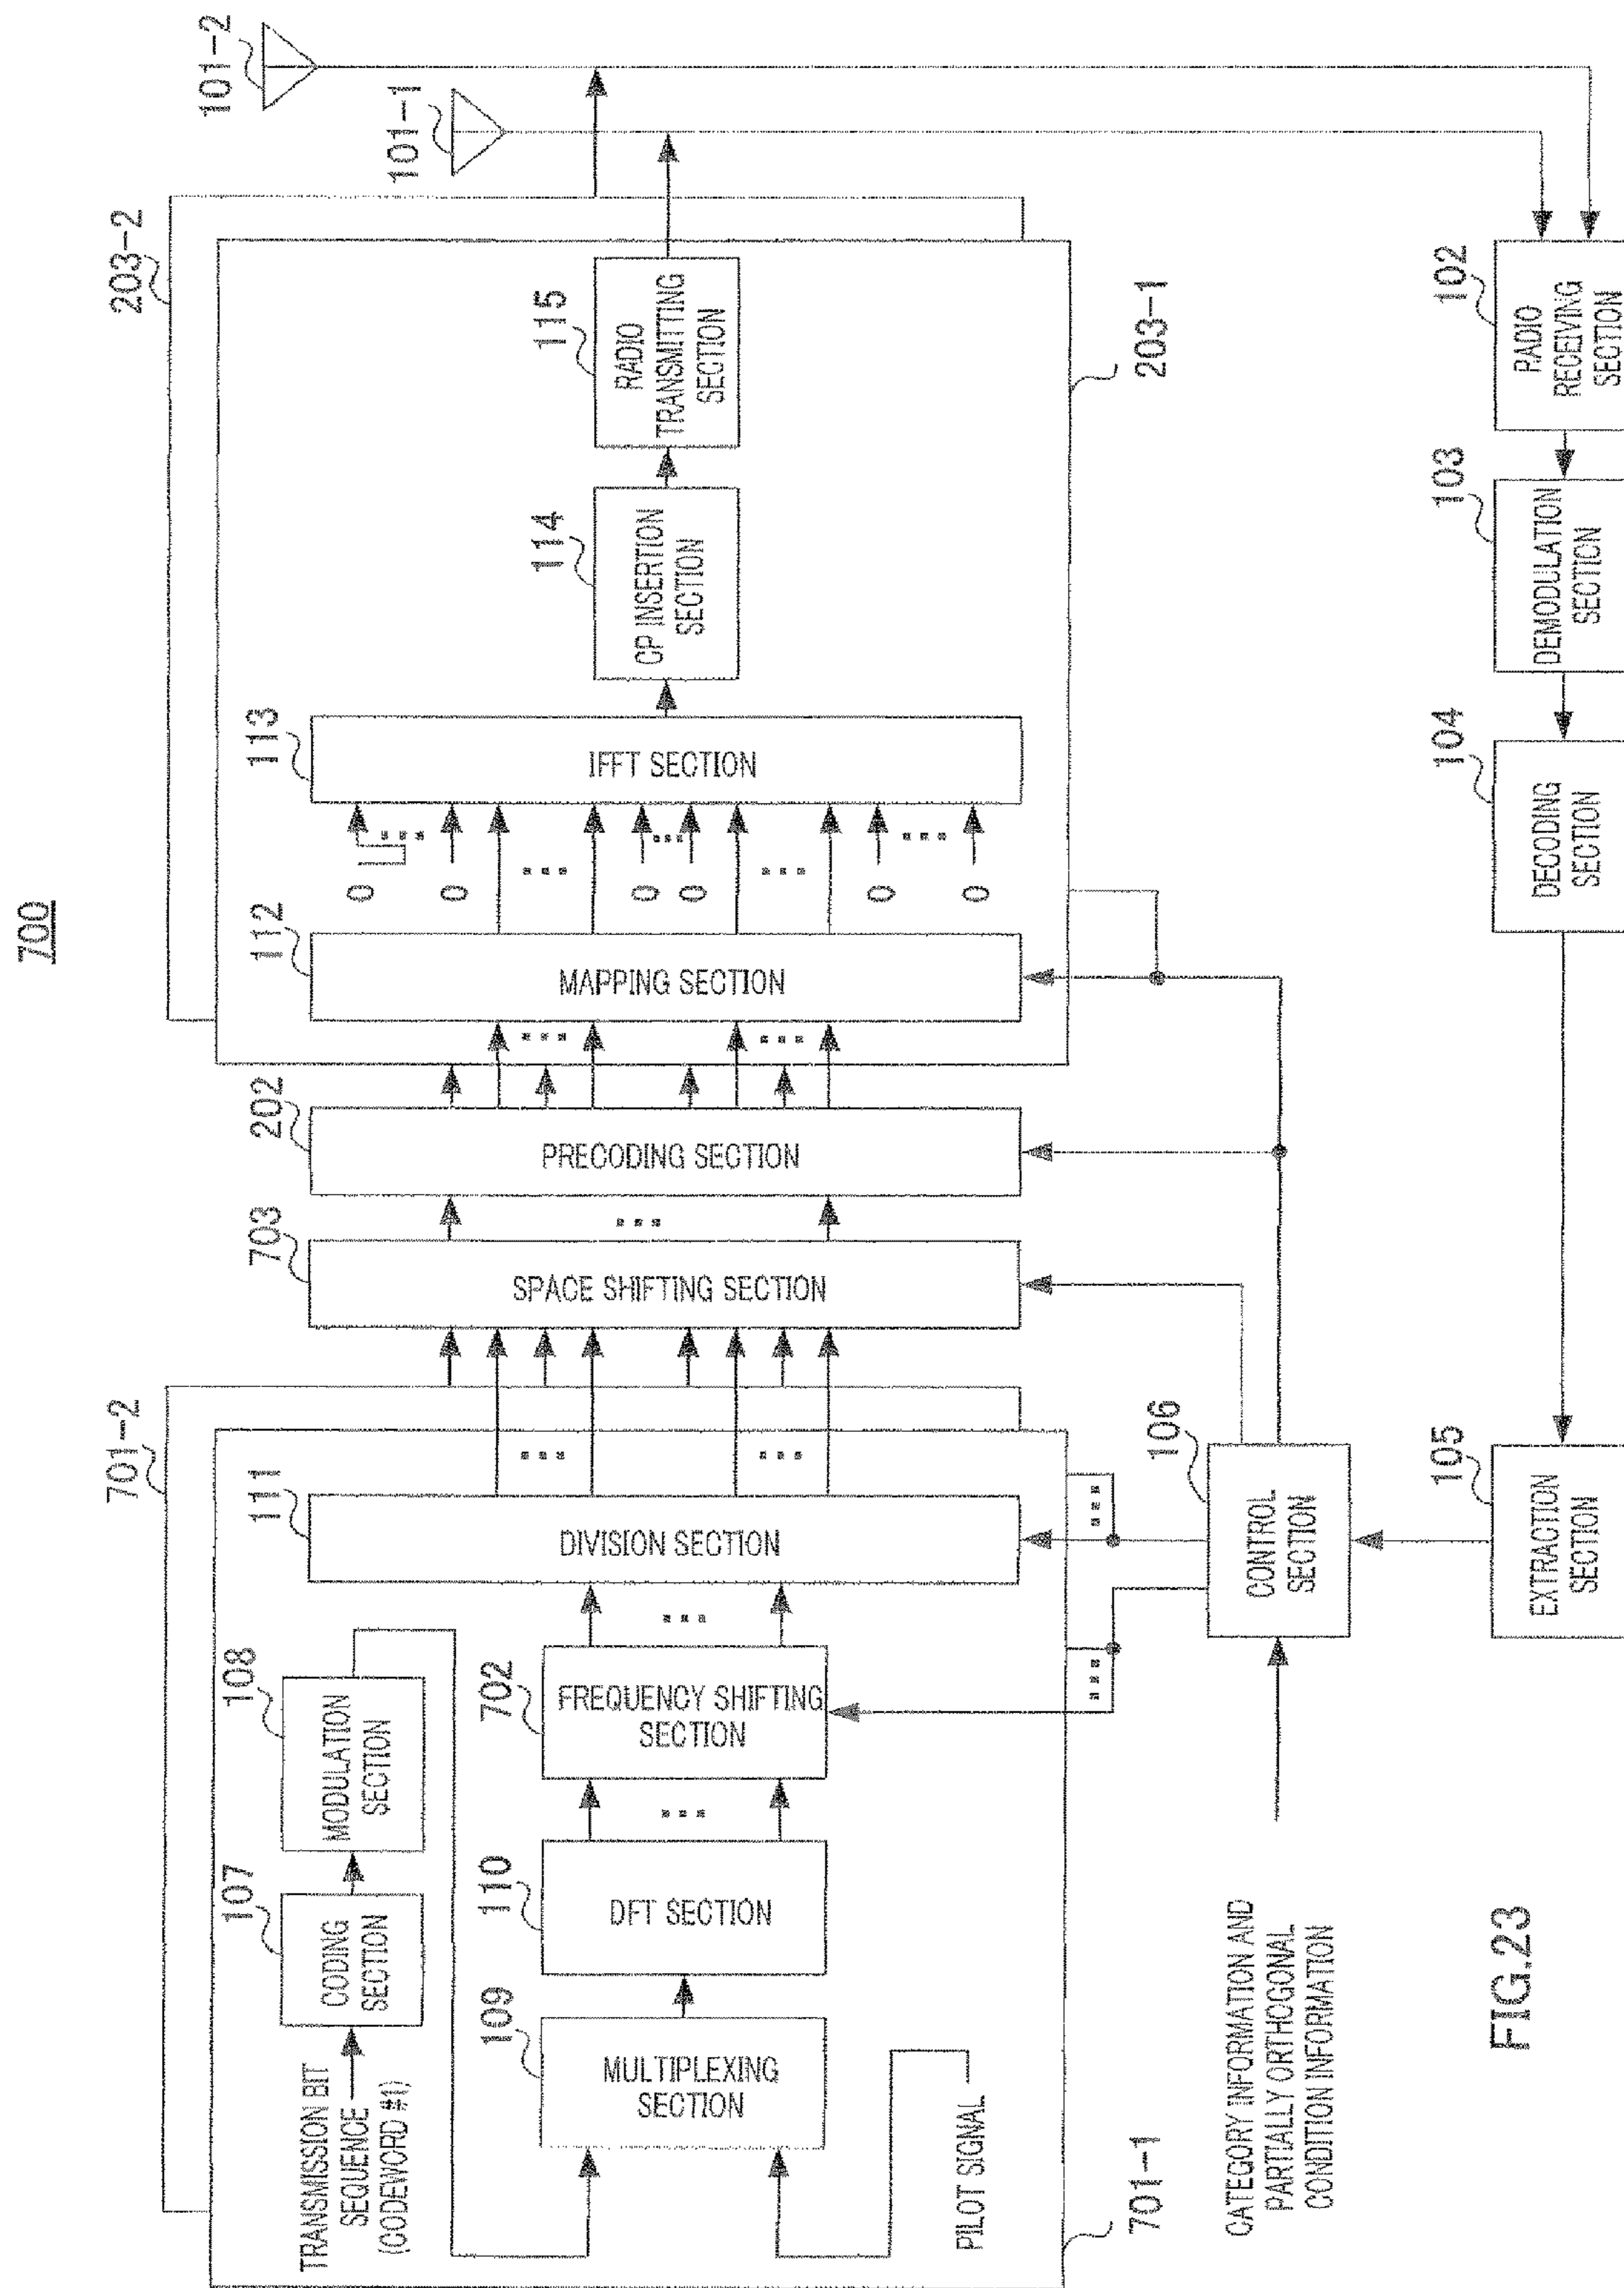 700
701-2
701-1
TRANSMISSION BIT
SEQUENCE
(CODEWORD #1)
107
CODING
SECTION
108
MODULATION
SECTION
109
MULTIPLEXING
SECTION
PILOT SIGNAL
110
DFT SECTION
702
FREQUENCY SHIFTING
SECTION
111
DIVISION SECTION
703
SPACE SHIFTING SECTION
202
PRECODING SECTION
203-2
203-1
112
MAPPING SECTION
0
0
0
0
0
0
113
IFFT SECTION
114
CP INSERTION
SECTION
115
RADIO
TRANSMITTING
SECTION
101-1
101-2
CATEGORY INFORMATION AND
PARTIALLY ORTHOGONAL
CONDITION INFORMATION
106
CONTROL
SECTION
105
EXTRACTION
SECTION
104
DECODING
SECTION
103
DEMODULATION
SECTION
102
RADIO
RECEIVING
SECTION
FIG.23